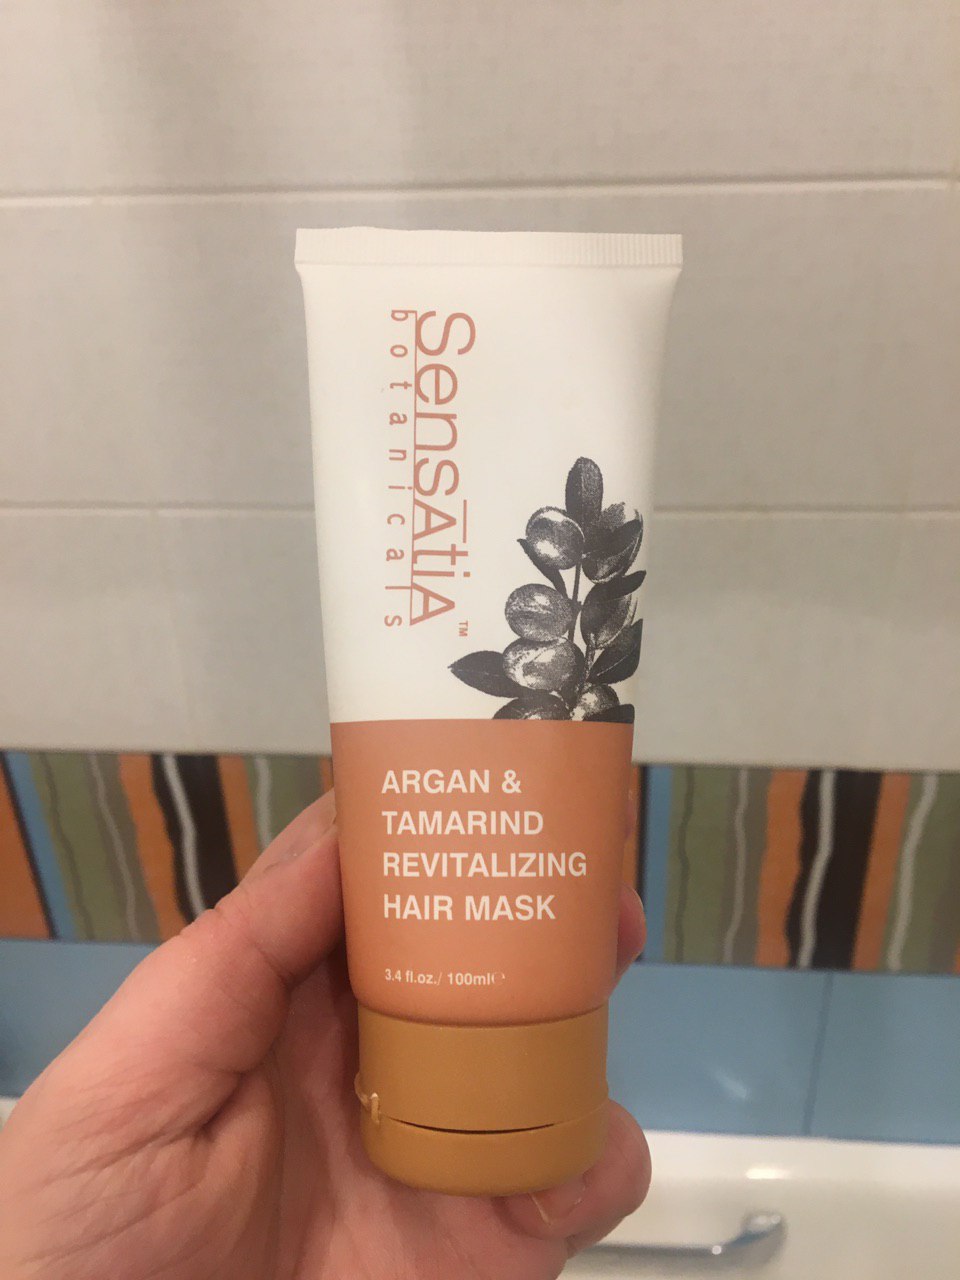 SensAtiA™
botanicals
ARGAN &
TAMARIND
REVITALIZING
HAIR MASK
3.4 fl.oz./ 100ml℮